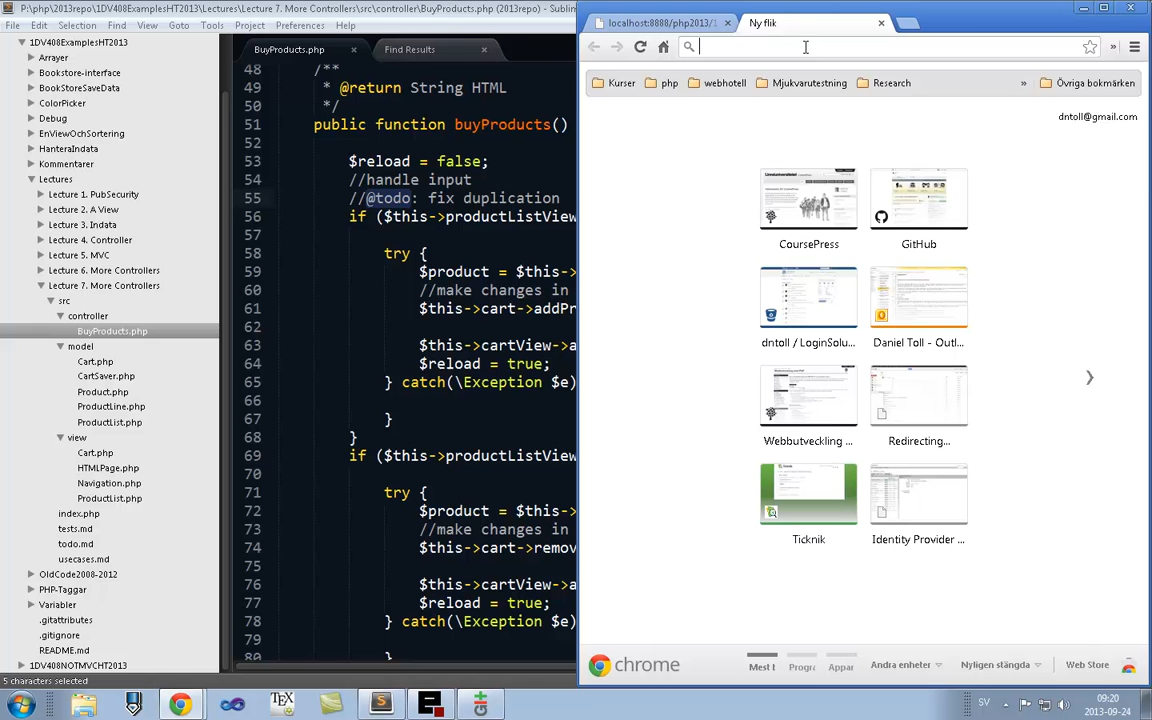 P:\php\2013repo\Lectures\Lecture 7. More Controllers\src\controller\BuyProducts.php - Sublim
File Edit Selection Find View Goto Tools Project Preferences Help
1DV408ExamplesHT2013
Arrayer
Bookstore-interface
BookStoreSaveData
ColorPicker
Debug
EnViewOchSortering
HanteraIndata
Kommentarer
Lectures
Lecture 1. PubSecurity
Lecture 2. A View
Lecture 3. Indata
Lecture 4. Controller
Lecture 5. MVC
Lecture 6. More Controllers
Lecture 7. More Controllers
src
controller
BuyProducts.php
model
Cart.php
CartSaver.php
Product.php
ProductLine.php
ProductList.php
view
Cart.php
HTMLPage.php
Navigation.php
ProductList.php
index.php
tests.md
todo.md
usecases.md
OldCode2008-2012
PHP-Taggar
Variabler
.gitattributes
.gitignore
README.md
1DV408NOTMVCHT2013
5 characters selected
BuyProducts.php Find Results
48 /**
49 * @return String HTML
50 */
51 public function buyProducts()
52
53 $reload = false;
54 //handle input
55 //@todo: fix duplication
56 if ($this->productListView
57
58 try {
59 $product = $this->
60 //make changes in
61 $this->cart->addPr
62
63 $this->cartView->a
64 $reload = true;
65 } catch(\Exception $e)
66
67 }
68 }
69 if ($this->productListView
70
71 try {
72 $product = $this->
73 //make changes in
74 $this->cart->remov
75
76 $this->cartView->a
77 $reload = true;
78 } catch(\Exception $e)
79
80 }
localhost:8888/php2013/1 Ny flik
Kurser php webhotell Mjukvarutestning Research » Övriga bokmärken
dntoll@gmail.com
CoursePress GitHub
dntoll / LoginSolu... Daniel Toll - Outl...
Webbutveckling ... Redirecting...
Ticknik Identity Provider ...
chrome Mest b Progra Appar Andra enheter Nyligen stängda Web Store
SV 09:20
2013-09-24